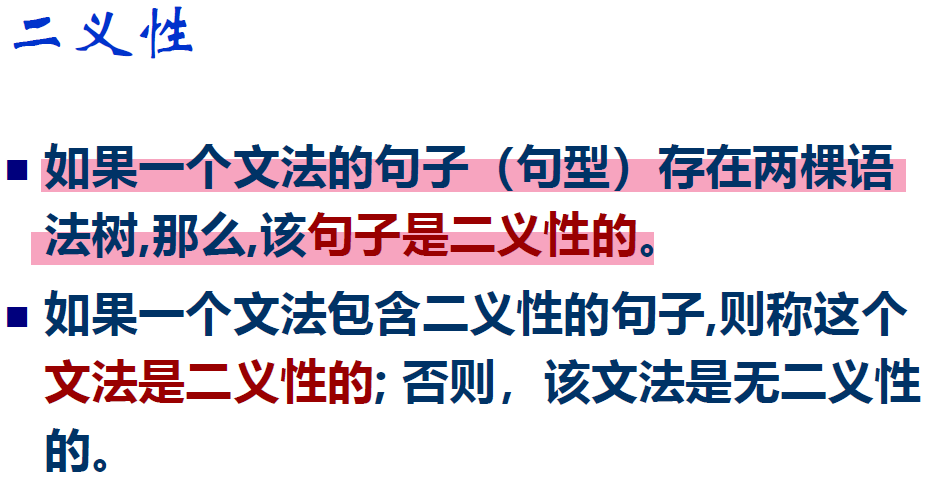 二义性
如果一个文法的句子（句型）存在两棵语
法树,那么,该句子是二义性的。
如果一个文法包含二义性的句子,则称这个
文法是二义性的; 否则，该文法是无二义性
的。